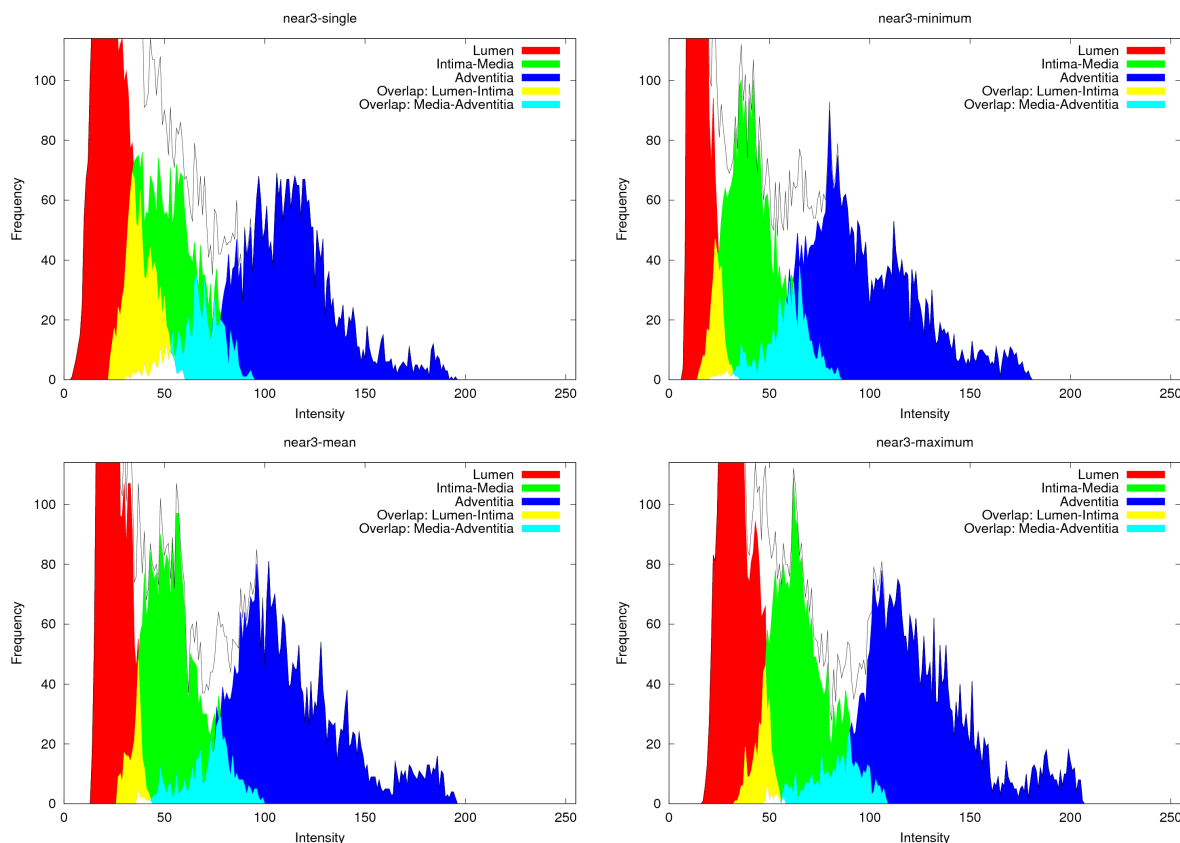 near3-single
Lumen
Intima-Media
Adventitia
Overlap: Lumen-Intima
Overlap: Media-Adventitia
Frequency
100
80
60
40
20
0
0 50 100 150 200 250
Intensity
near3-minimum
Lumen
Intima-Media
Adventitia
Overlap: Lumen-Intima
Overlap: Media-Adventitia
Frequency
100
80
60
40
20
0
0 50 100 150 200 250
Intensity
near3-mean
Lumen
Intima-Media
Adventitia
Overlap: Lumen-Intima
Overlap: Media-Adventitia
Frequency
100
80
60
40
20
0
0 50 100 150 200 250
Intensity
near3-maximum
Lumen
Intima-Media
Adventitia
Overlap: Lumen-Intima
Overlap: Media-Adventitia
Frequency
100
80
60
40
20
0
0 50 100 150 200 250
Intensity